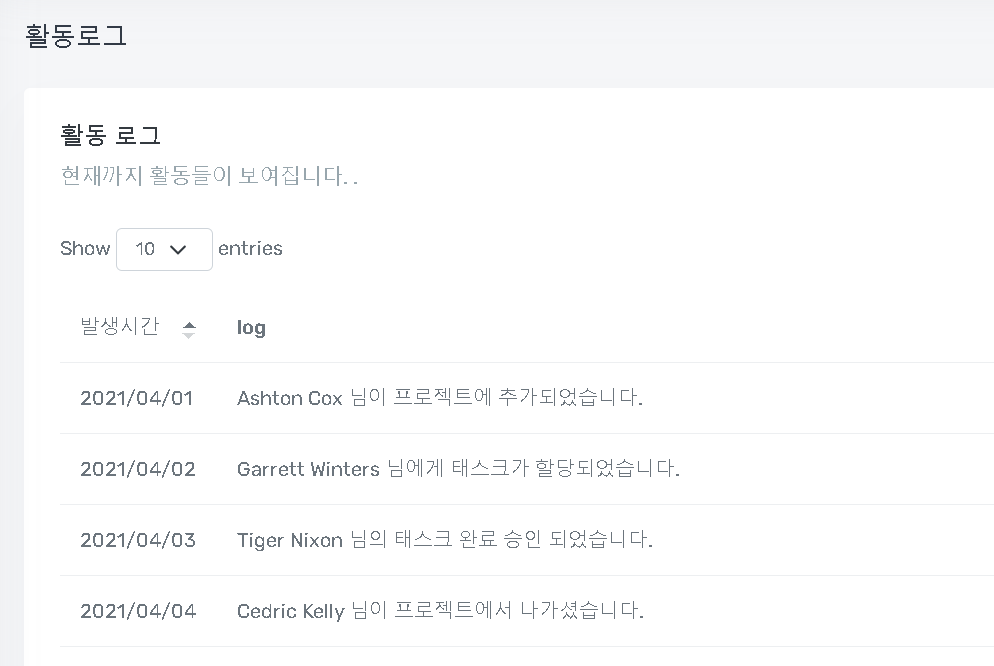 활동로그
활동 로그
현재까지 활동들이 보여집니다. .
Show 10 entries
발생시간 log
2021/04/01 Ashton Cox 님이 프로젝트에 추가되었습니다.
2021/04/02 Garrett Winters 님에게 태스크가 할당되었습니다.
2021/04/03 Tiger Nixon 님의 태스크 완료 승인 되었습니다.
2021/04/04 Cedric Kelly 님이 프로젝트에서 나가셨습니다.